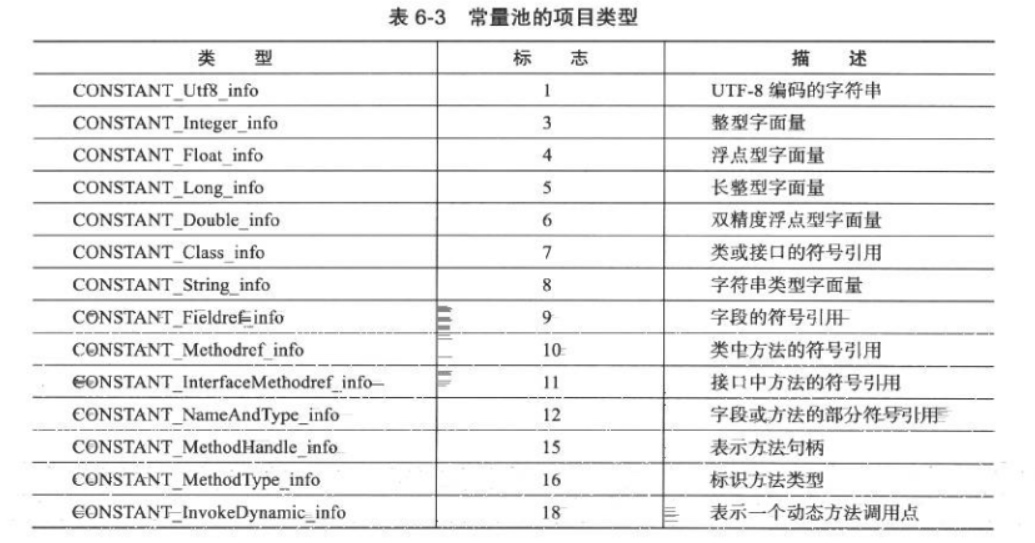 表 6-3 常量池的项目类型
类 型 标 志 描 述
CONSTANT_Utf8_info 1 UTF-8 编码的字符串
CONSTANT_Integer_info 3 整型字面量
CONSTANT_Float_info 4 浮点型字面量
CONSTANT_Long_info 5 长整型字面量
CONSTANT_Double_info 6 双精度浮点型字面量
CONSTANT_Class_info 7 类或接口的符号引用
CONSTANT_String_info 8 字符串类型字面量
CONSTANT_Fieldref_info 9 字段的符号引用
CONSTANT_Methodref_info 10 类中方法的符号引用
CONSTANT_InterfaceMethodref_info 11 接口中方法的符号引用
CONSTANT_NameAndType_info 12 字段或方法的部分符号引用
CONSTANT_MethodHandle_info 15 表示方法句柄
CONSTANT_MethodType_info 16 标识方法类型
CONSTANT_InvokeDynamic_info 18 表示一个动态方法调用点